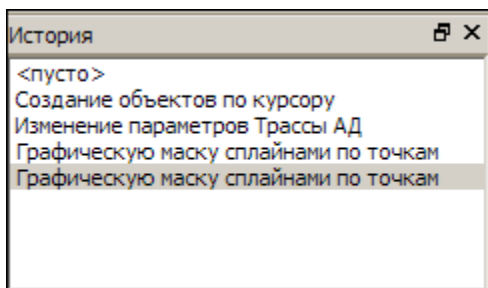 История
<пусто>
Создание объектов по курсору
Изменение параметров Трассы АД
Графическую маску сплайнами по точкам
Графическую маску сплайнами по точкам